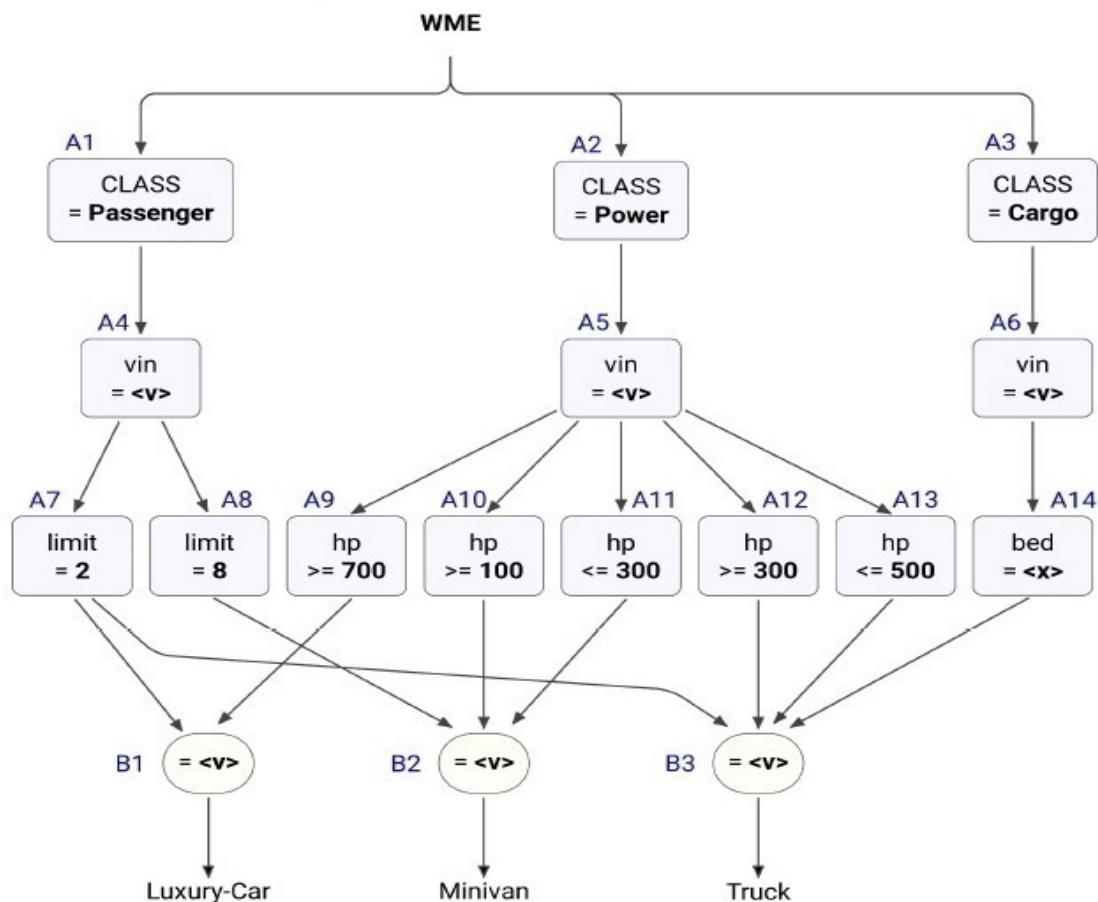 WME
A1
A2
A3
CLASS
= Passenger
CLASS
= Power
CLASS
= Cargo
A4
A5
A6
vin
= <v>
vin
= <v>
vin
= <v>
A7
A8
A9
A10
A11
A12
A13
A14
limit
= 2
limit
= 8
hp
>= 700
hp
>= 100
hp
<= 300
hp
>= 300
hp
<= 500
bed
= <x>
B1
= <v>
B2
= <v>
B3
= <v>
Luxury-Car
Minivan
Truck